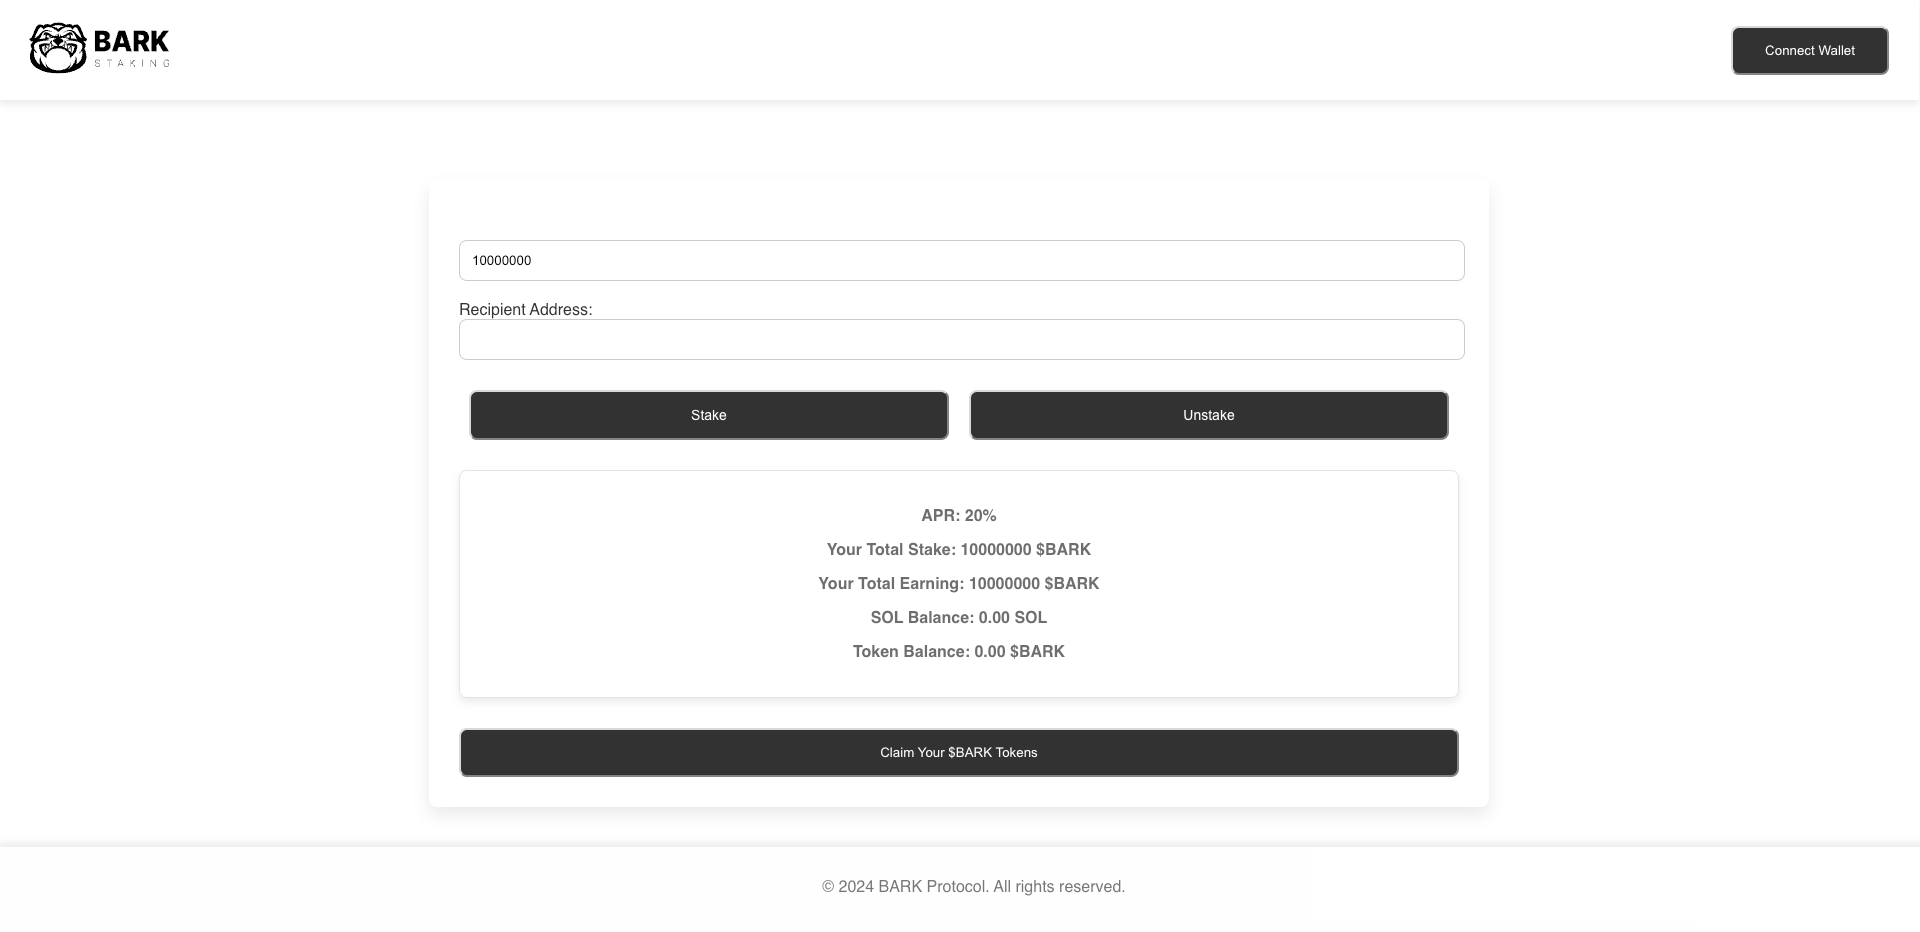 BARK
STAKING
Connect Wallet
10000000
Recipient Address:
Stake
Unstake
APR: 20%
Your Total Stake: 10000000 $BARK
Your Total Earning: 10000000 $BARK
SOL Balance: 0.00 SOL
Token Balance: 0.00 $BARK
Claim Your $BARK Tokens
© 2024 BARK Protocol. All rights reserved.